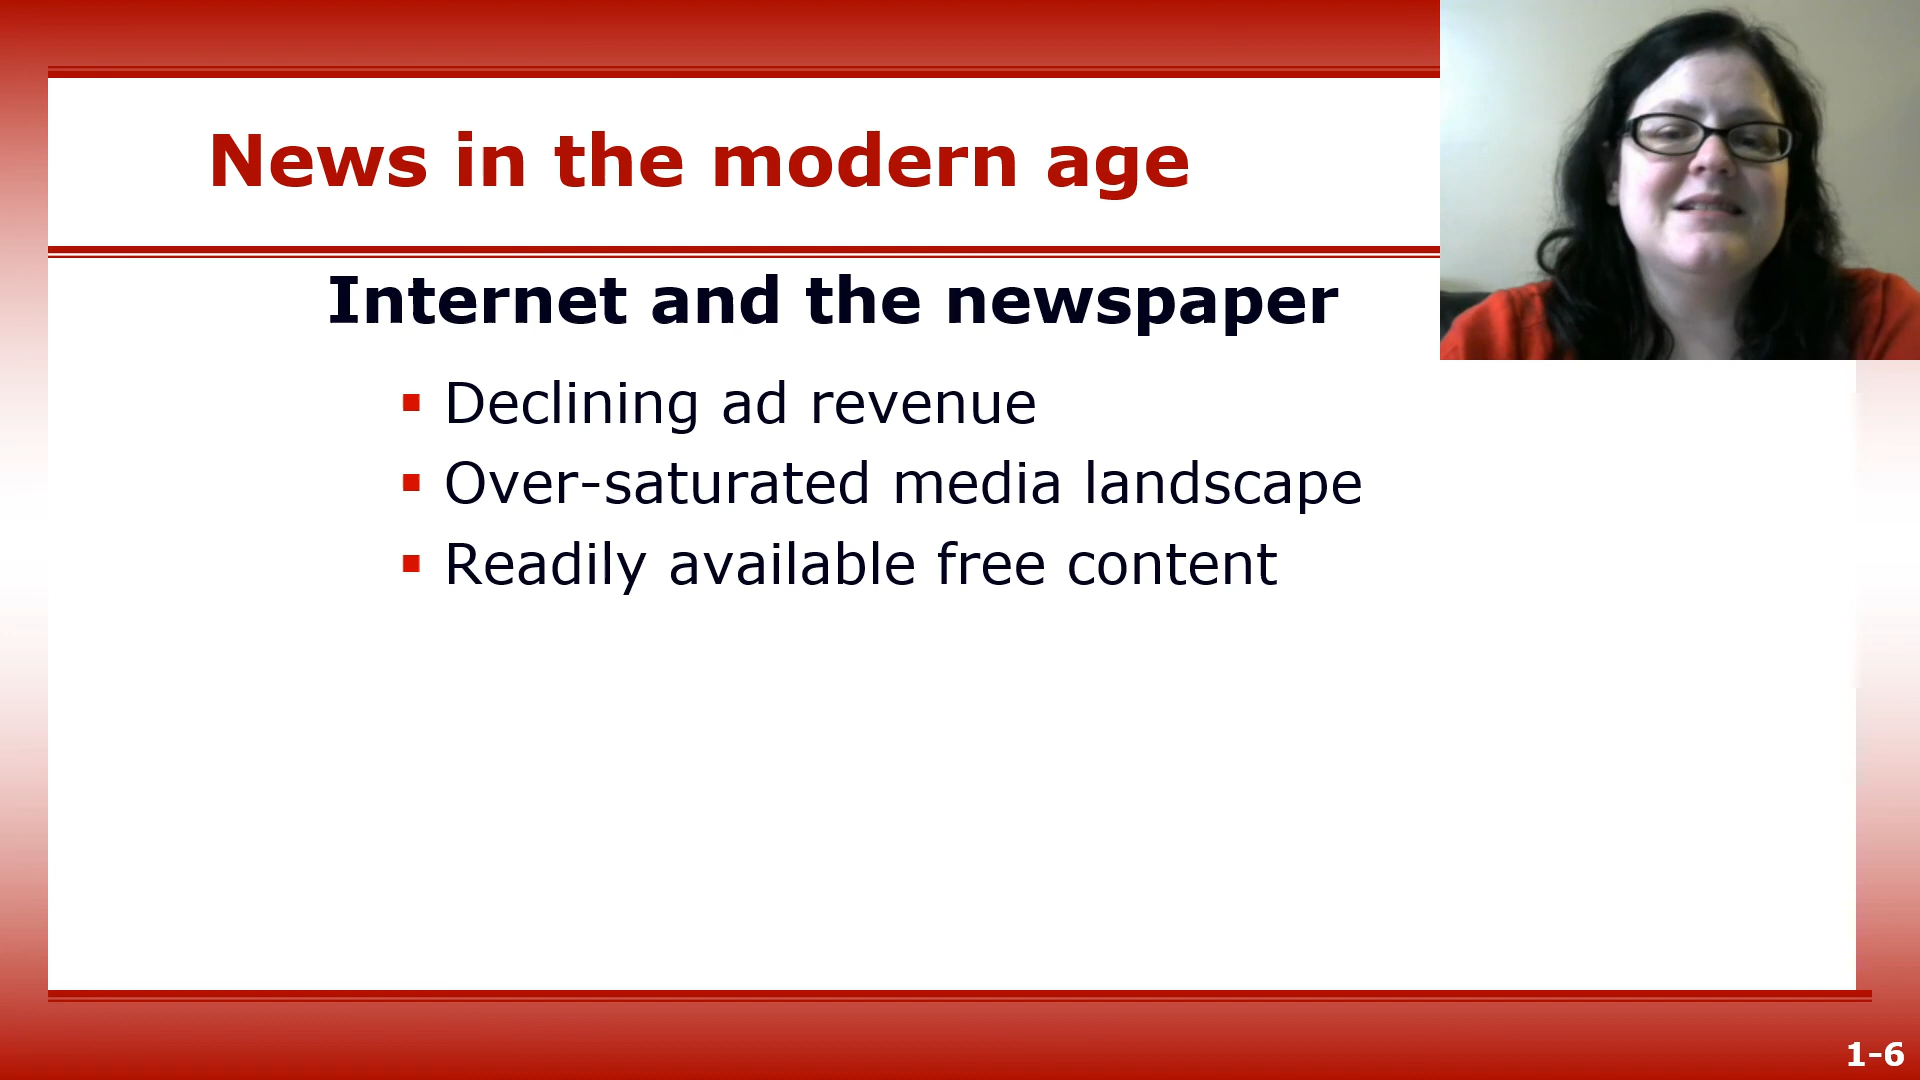 News in the modern age
Internet and the newspaper
Declining ad revenue
Over-saturated media landscape
Readily available free content
1-6